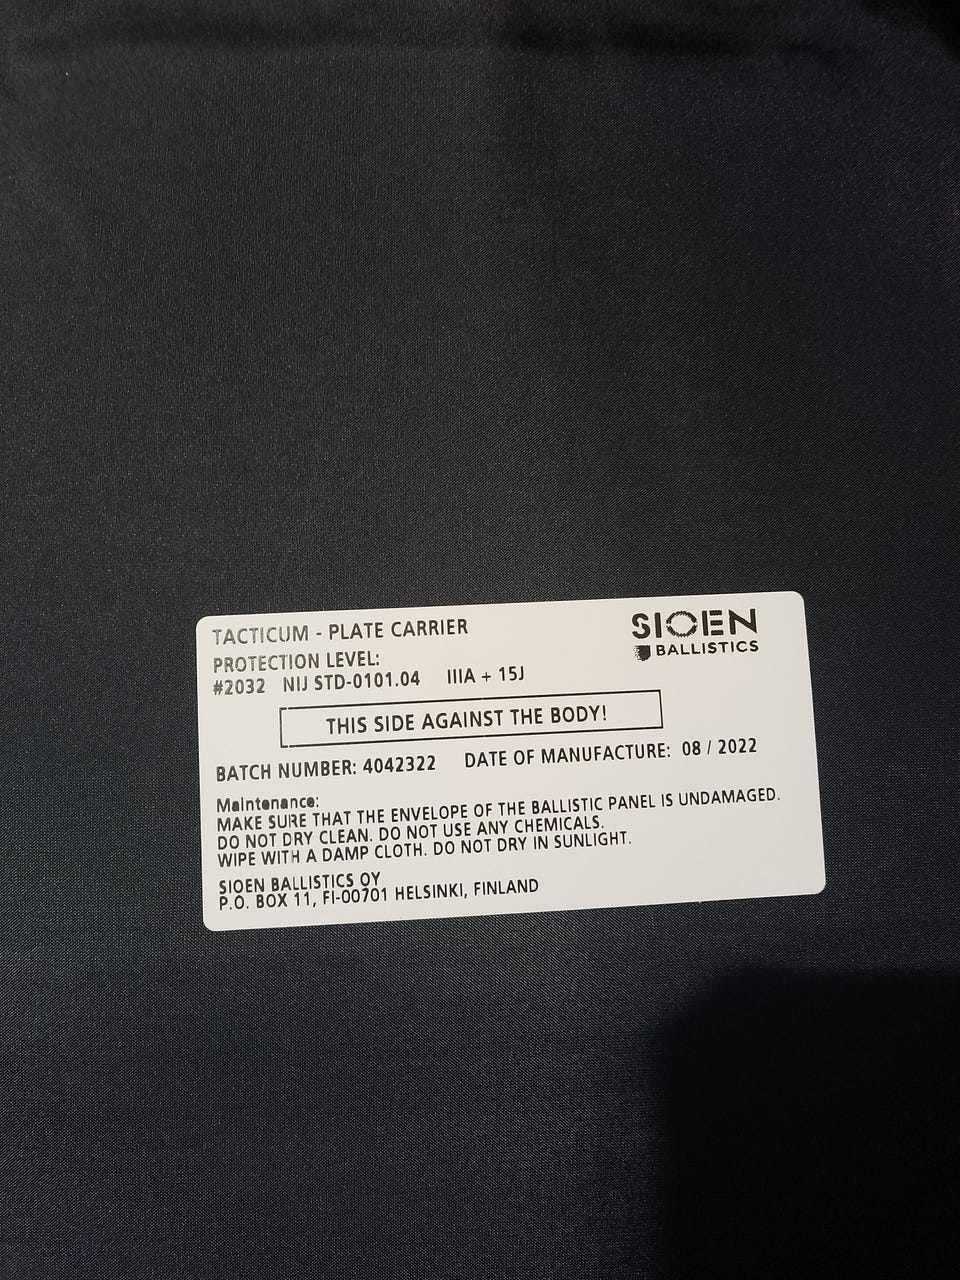 TACTICUM - PLATE CARRIER
SIOEN
BALLISTICS
PROTECTION LEVEL:
#2032 NIJ STD-0101.04 IIIA + 15J
THIS SIDE AGAINST THE BODY!
BATCH NUMBER: 4042322 DATE OF MANUFACTURE: 08 / 2022
Maintenance:
MAKE SURE THAT THE ENVELOPE OF THE BALLISTIC PANEL IS UNDAMAGED.
DO NOT DRY CLEAN. DO NOT USE ANY CHEMICALS.
WIPE WITH A DAMP CLOTH. DO NOT DRY IN SUNLIGHT.
SIOEN BALLISTICS OY
P.O. BOX 11, FI-00701 HELSINKI, FINLAND